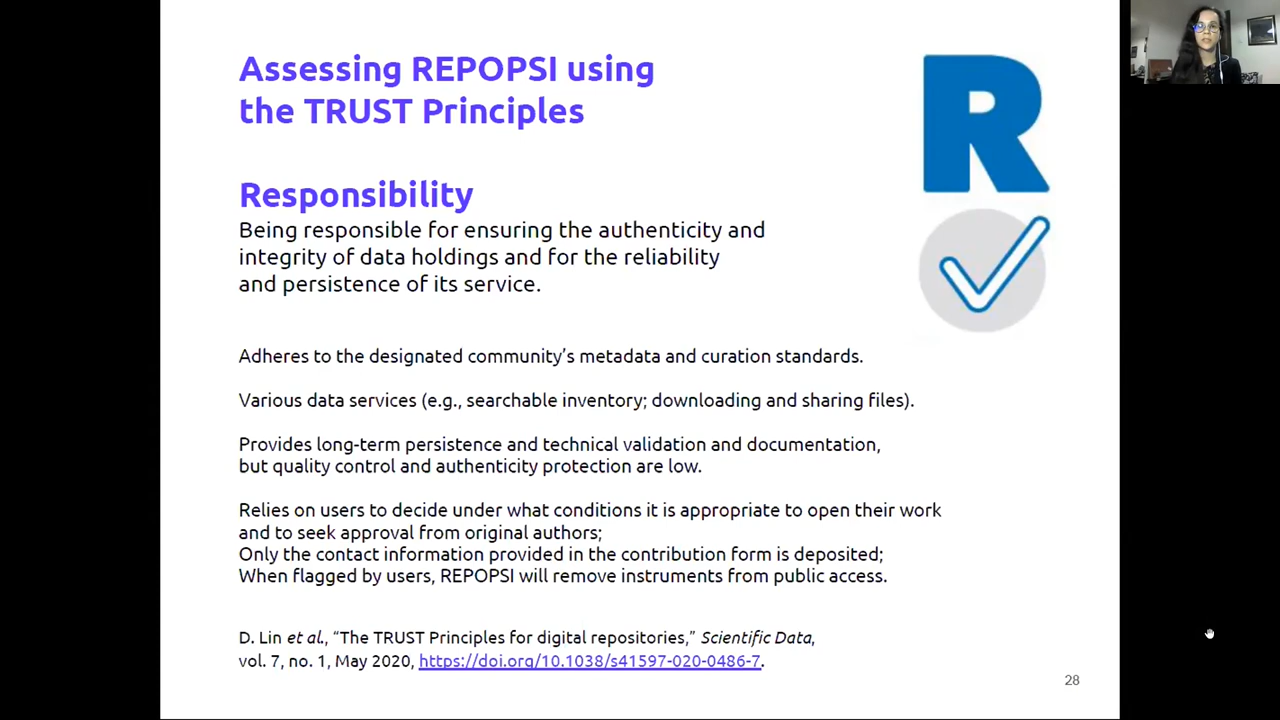 Assessing REPOPSI using
the TRUST Principles
R
Responsibility
Being responsible for ensuring the authenticity and
integrity of data holdings and for the reliability
and persistence of its service.
Adheres to the designated community’s metadata and curation standards.
Various data services (e.g., searchable inventory; downloading and sharing files).
Provides long-term persistence and technical validation and documentation,
but quality control and authenticity protection are low.
Relies on users to decide under what conditions it is appropriate to open their work
and to seek approval from original authors;
Only the contact information provided in the contribution form is deposited;
When flagged by users, REPOPSI will remove instruments from public access.
D. Lin et al., “The TRUST Principles for digital repositories,” Scientific Data,
vol. 7, no. 1, May 2020, https://doi.org/10.1038/s41597-020-0486-7.
28